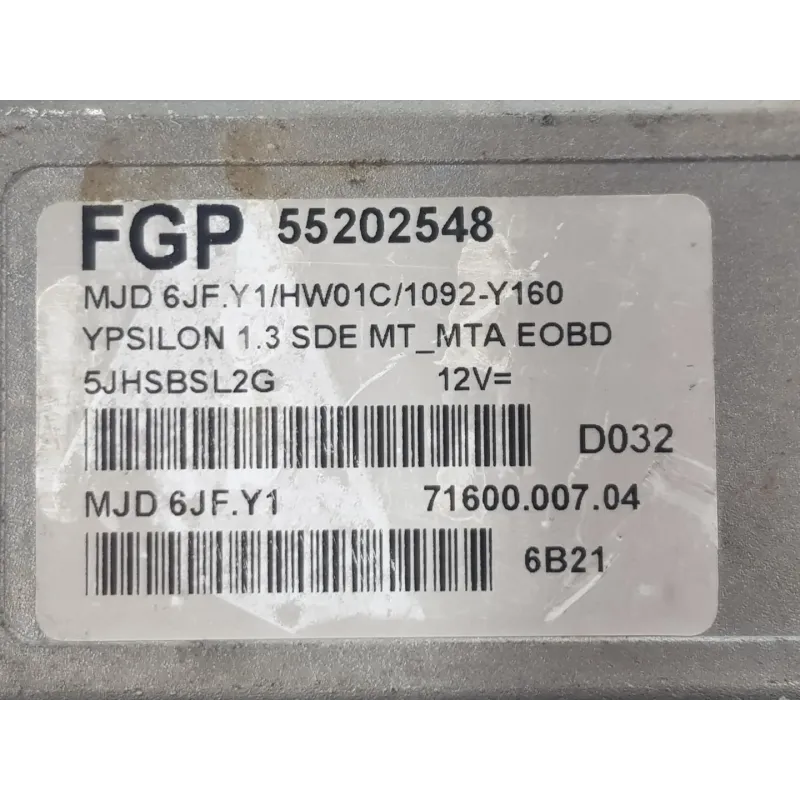 FGP 55202548
MJD 6JF.Y1/HW01C/1092-Y160
YPSILON 1.3 SDE MT_MTA EOBD
5JHSBSL2G 12V=
D032
MJD 6JF.Y1 71600.007.04
6B21